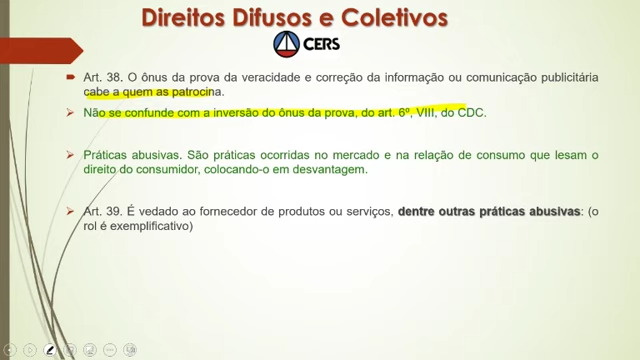 Direitos Difusos e Coletivos
CERS
Art. 38. O ônus da prova da veracidade e correção da informação ou comunicação publicitária
cabe a quem as patrocina.
Não se confunde com a inversão do ônus da prova, do art. 6º, VIII, do CDC.
Práticas abusivas. São práticas ocorridas no mercado e na relação de consumo que lesam o
direito do consumidor, colocando-o em desvantagem.
Art. 39. É vedado ao fornecedor de produtos ou serviços, dentre outras práticas abusivas: (o
rol é exemplificativo)